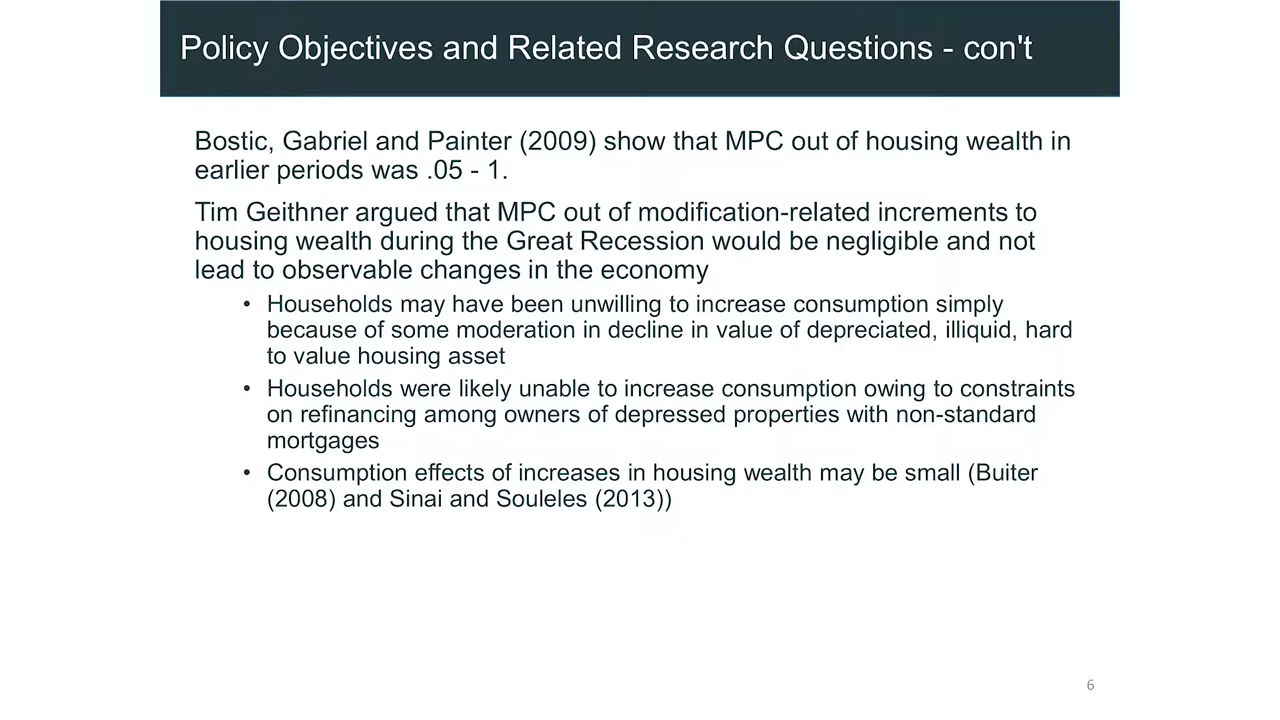 Policy Objectives and Related Research Questions - con't
Bostic, Gabriel and Painter (2009) show that MPC out of housing wealth in
earlier periods was .05 - 1.
Tim Geithner argued that MPC out of modification-related increments to
housing wealth during the Great Recession would be negligible and not
lead to observable changes in the economy
• Households may have been unwilling to increase consumption simply
because of some moderation in decline in value of depreciated, illiquid, hard
to value housing asset
• Households were likely unable to increase consumption owing to constraints
on refinancing among owners of depressed properties with non-standard
mortgages
• Consumption effects of increases in housing wealth may be small (Buiter
(2008) and Sinai and Souleles (2013))
6